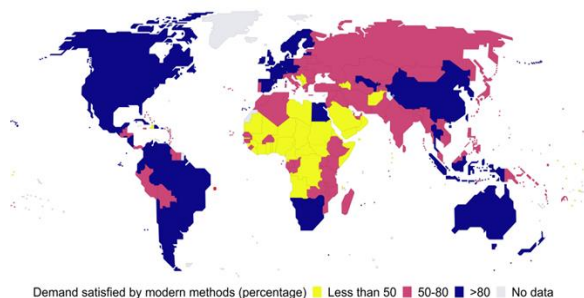 Demand satisfied by modern methods (percentage) Less than 50 50-80 >80 No data